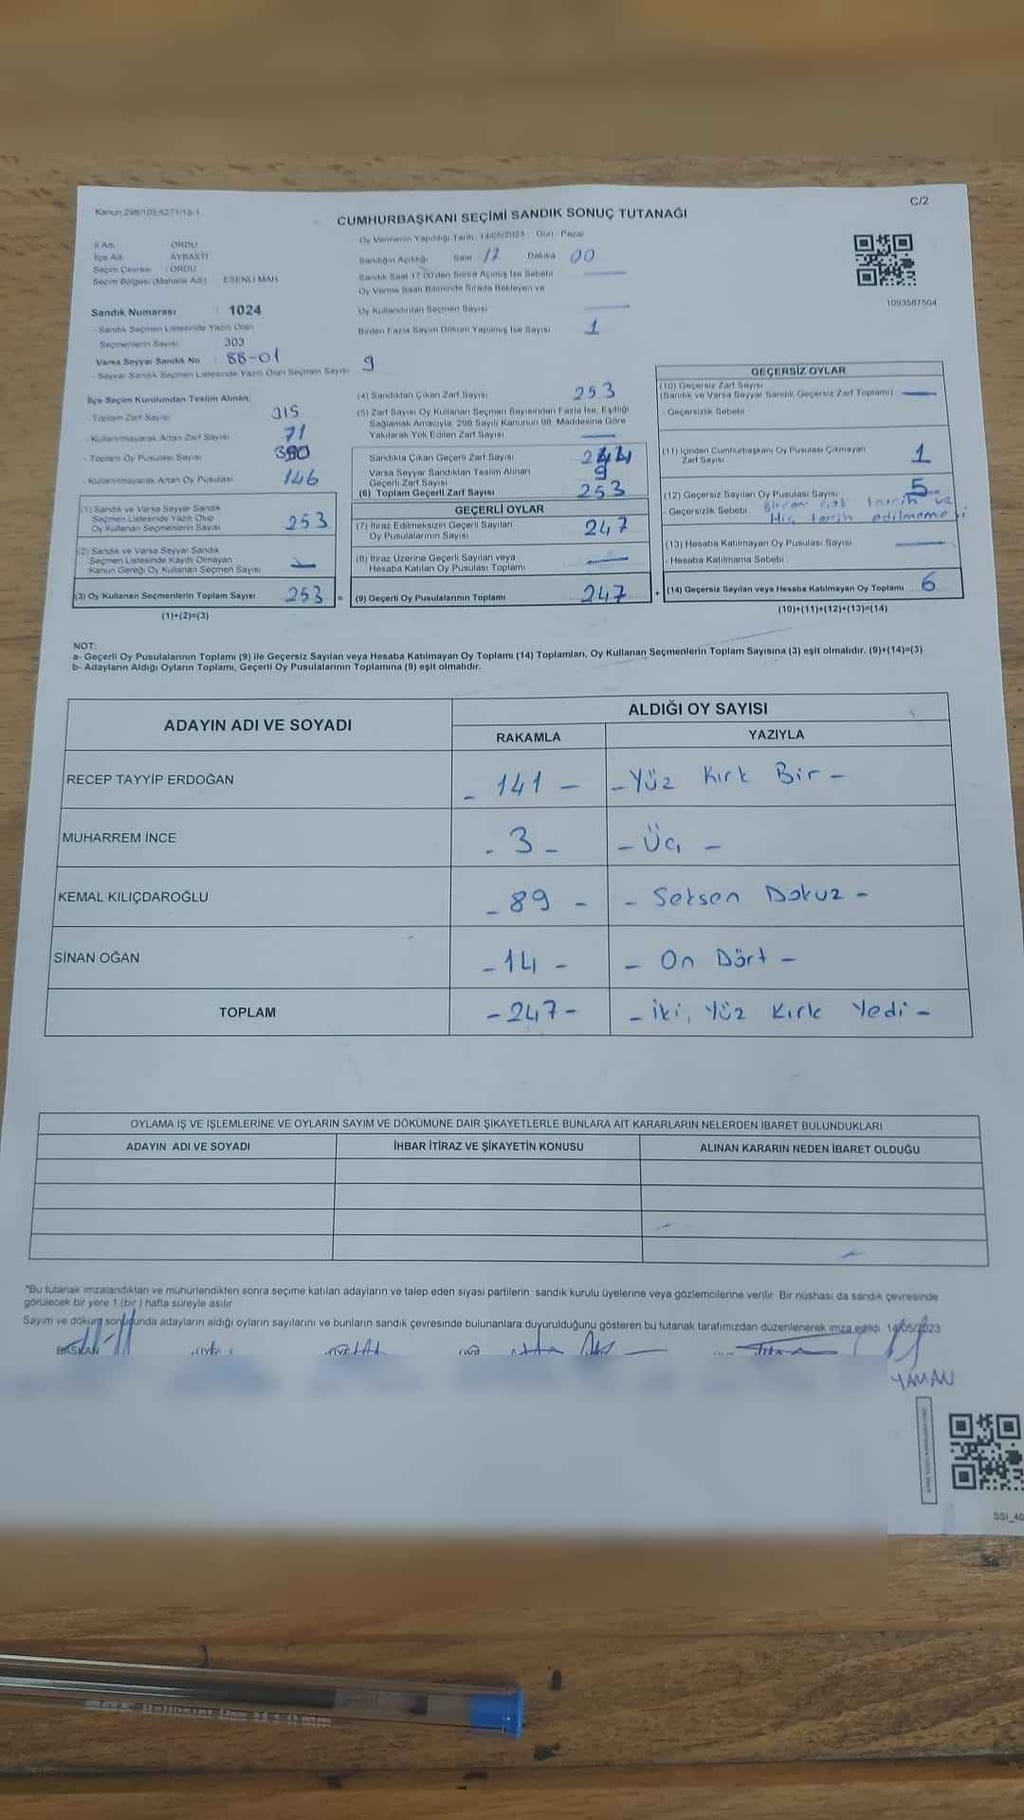 Kanun 298/105-6271/18-1
C/2
CUMHURBAŞKANI SEÇİMİ SANDIK SONUÇ TUTANAĞI
Oy Vermenin Yapıldığı Tarih: 14/05/2023 Gün: Pazar
İl Adı ORDU
İlçe Adı AYBASTI
Seçim Çevresi :ORDU
Seçim Bölgesi (Mahalle Adı) ESENLİ MAH
Sandığın Açıldığı Saat 17 Dakika 00
Sandık Saat 17.00'den Sonra Açılmış İse Sebebi
Oy Verme Saati Bitiminde Sırada Bekleyen ve
Oy Kullandırılan Seçmen Sayısı
Birden Fazla Sayım Döküm Yapılmış İse Sayısı 1
1093587504
Sandık Numarası : 1024
- Sandık Seçmen Listesinde Yazılı Olan
Seçmenlerin Sayısı 303
Varsa Seyyar Sandık No : 88-01
- Seyyar Sandık Seçmen Listesinde Yazılı Olan Seçmen Sayısı 9
İlçe Seçim Kurulundan Teslim Alınan;
- Toplam Zarf Sayısı 315
- Kullanılmayarak Artan Zarf Sayısı 71
- Toplam Oy Pusulası Sayısı
- Kullanılmayarak Artan Oy Pusulası 146
(1) Sandık ve Varsa Seyyar Sandık
Seçmen Listesinde Yazılı Olup
Oy Kullanan Seçmenlerin Sayısı 253
(2) Sandık ve Varsa Seyyar Sandık
Seçmen Listesinde Kayıtlı Olmayan
Kanun Gereği Oy Kullanan Seçmen Sayısı —
(3) Oy Kullanan Seçmenlerin Toplam Sayısı 253 =
(1)+(2)=(3)
(4) Sandıktan Çıkan Zarf Sayısı 253
(5) Zarf Sayısı Oy Kullanan Seçmen Sayısından Fazla İse, Eşitliği
Sağlamak Amacıyla, 298 Sayılı Kanunun 98. Maddesine Göre
Yakılarak Yok Edilen Zarf Sayısı —
Sandıkta Çıkan Geçerli Zarf Sayısı 244
Varsa Seyyar Sandıktan Teslim Alınan
Geçerli Zarf Sayısı 9
(6) Toplam Geçerli Zarf Sayısı 253
GEÇERLİ OYLAR
(7) İtiraz Edilmeksizin Geçerli Sayılan
Oy Pusulalarının Sayısı 247
(8) İtiraz Üzerine Geçerli Sayılan veya
Hesaba Katılan Oy Pusulası Toplamı —
(9) Geçerli Oy Pusulalarının Toplamı 247 +
GEÇERSİZ OYLAR
(10) Geçersiz Zarf Sayısı
(Sandık ve Varsa Seyyar Sandık Geçersiz Zarf Toplamı) —
- Geçersizlik Sebebi
(11) İçinden Cumhurbaşkanı Oy Pusulası Çıkmayan
Zarf Sayısı 1
(12) Geçersiz Sayılan Oy Pusulası Sayısı 5
- Geçersizlik Sebebi Birden tercih ve
Hiç tercih edilmemesi
(13) Hesaba Katılmayan Oy Pusulası Sayısı —
- Hesaba Katılmama Sebebi
(14) Geçersiz Sayılan veya Hesaba Katılmayan Oy Toplamı 6
(10)+(11)+(12)+(13)=(14)
NOT:
a- Geçerli Oy Pusulalarının Toplamı (9) ile Geçersiz Sayılan veya Hesaba Katılmayan Oy Toplamı (14) Toplamları, Oy Kullanan Seçmenlerin Toplam Sayısına (3) eşit olmalıdır. (9)+(14)=(3)
b- Adayların Aldığı Oyların Toplamı, Geçerli Oy Pusulalarının Toplamına (9) eşit olmalıdır.
ADAYIN ADI VE SOYADI
ALDIĞI OY SAYISI
RAKAMLA YAZIYLA
RECEP TAYYİP ERDOĞAN - 141 - - Yüz Kırk Bir -
MUHARREM İNCE - 3 - - Üç -
KEMAL KILIÇDAROĞLU - 89 - - Seksen Dokuz -
SİNAN OĞAN - 14 - - On Dört -
TOPLAM - 247 - - İki, Yüz Kırk Yedi -
OYLAMA İŞ VE İŞLEMLERİNE VE OYLARIN SAYIM VE DÖKÜMÜNE DAİR ŞİKAYETLERLE BUNLARA AİT KARARLARIN NELERDEN İBARET BULUNDUKLARI
ADAYIN ADI VE SOYADI İHBAR İTİRAZ VE ŞİKAYETİN KONUSU ALINAN KARARIN NEDEN İBARET OLDUĞU
*Bu tutanak imzalandıktan ve mühürlendikten sonra seçime katılan adayların ve talep eden siyasi partilerin sandık kurulu üyelerine veya gözlemcilerine verilir. Bir nüshası da sandık çevresinde
görülecek bir yere 1 (bir ) hafta süreyle asılır
Sayım ve döküm sonucunda adayların aldığı oyların sayılarını ve bunların sandık çevresinde bulunanlara duyurulduğunu gösteren bu tutanak tarafımızdan düzenlenerek imza edildi. 14/05/2023
BAŞKAN
YAMAN
SSI_40